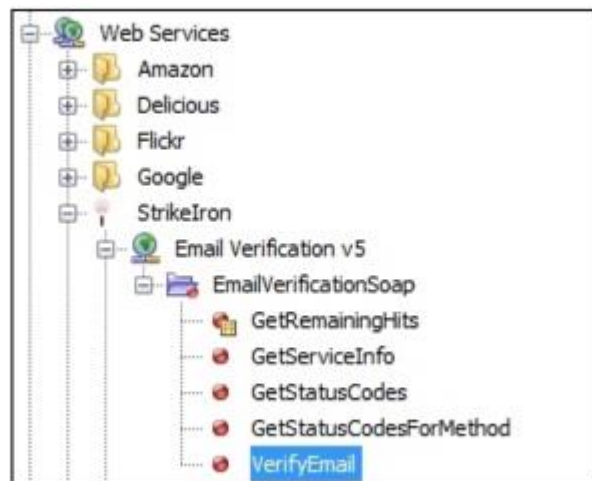 Web Services
Amazon
Delicious
Flickr
Google
StrikeIron
Email Verification v5
EmailVerificationSoap
GetRemainingHits
GetServiceInfo
GetStatusCodes
GetStatusCodesForMethod
VerifyEmail